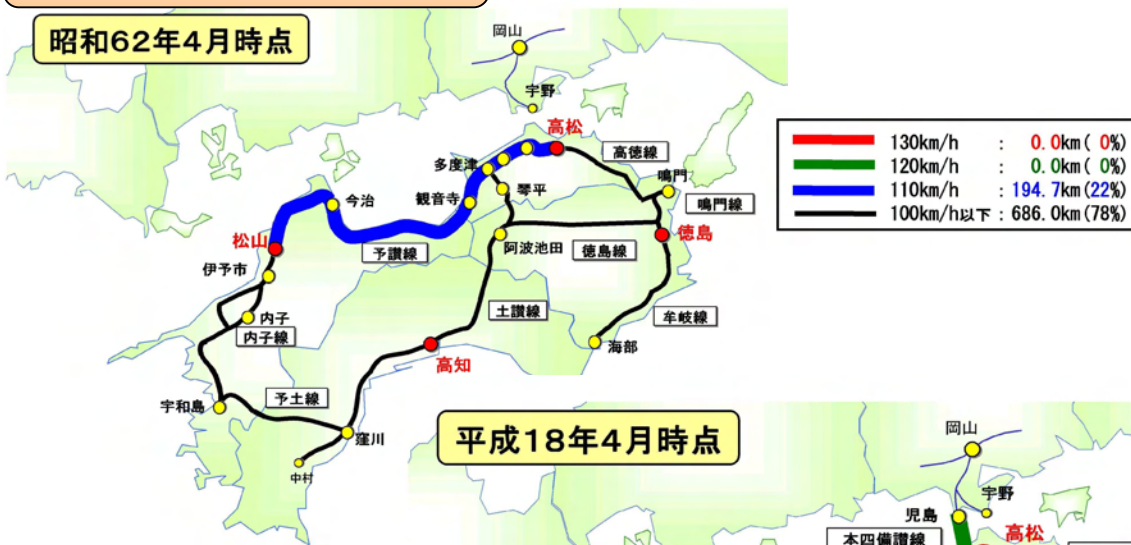 昭和62年4月時点
岡山
宇野
高松
高徳線
多度津
鳴門
鳴門線
琴平
観音寺
今治
松山
予讃線
阿波池田
徳島線
徳島
伊予市
内子
内子線
土讃線
牟岐線
海部
高知
宇和島
予土線
窪川
中村
130km/h : 0.0km( 0%)
120km/h : 0.0km( 0%)
110km/h : 194.7km(22%)
100km/h以下 : 686.0km(78%)
平成18年4月時点
岡山
宇野
児島
本四備讃線
高松